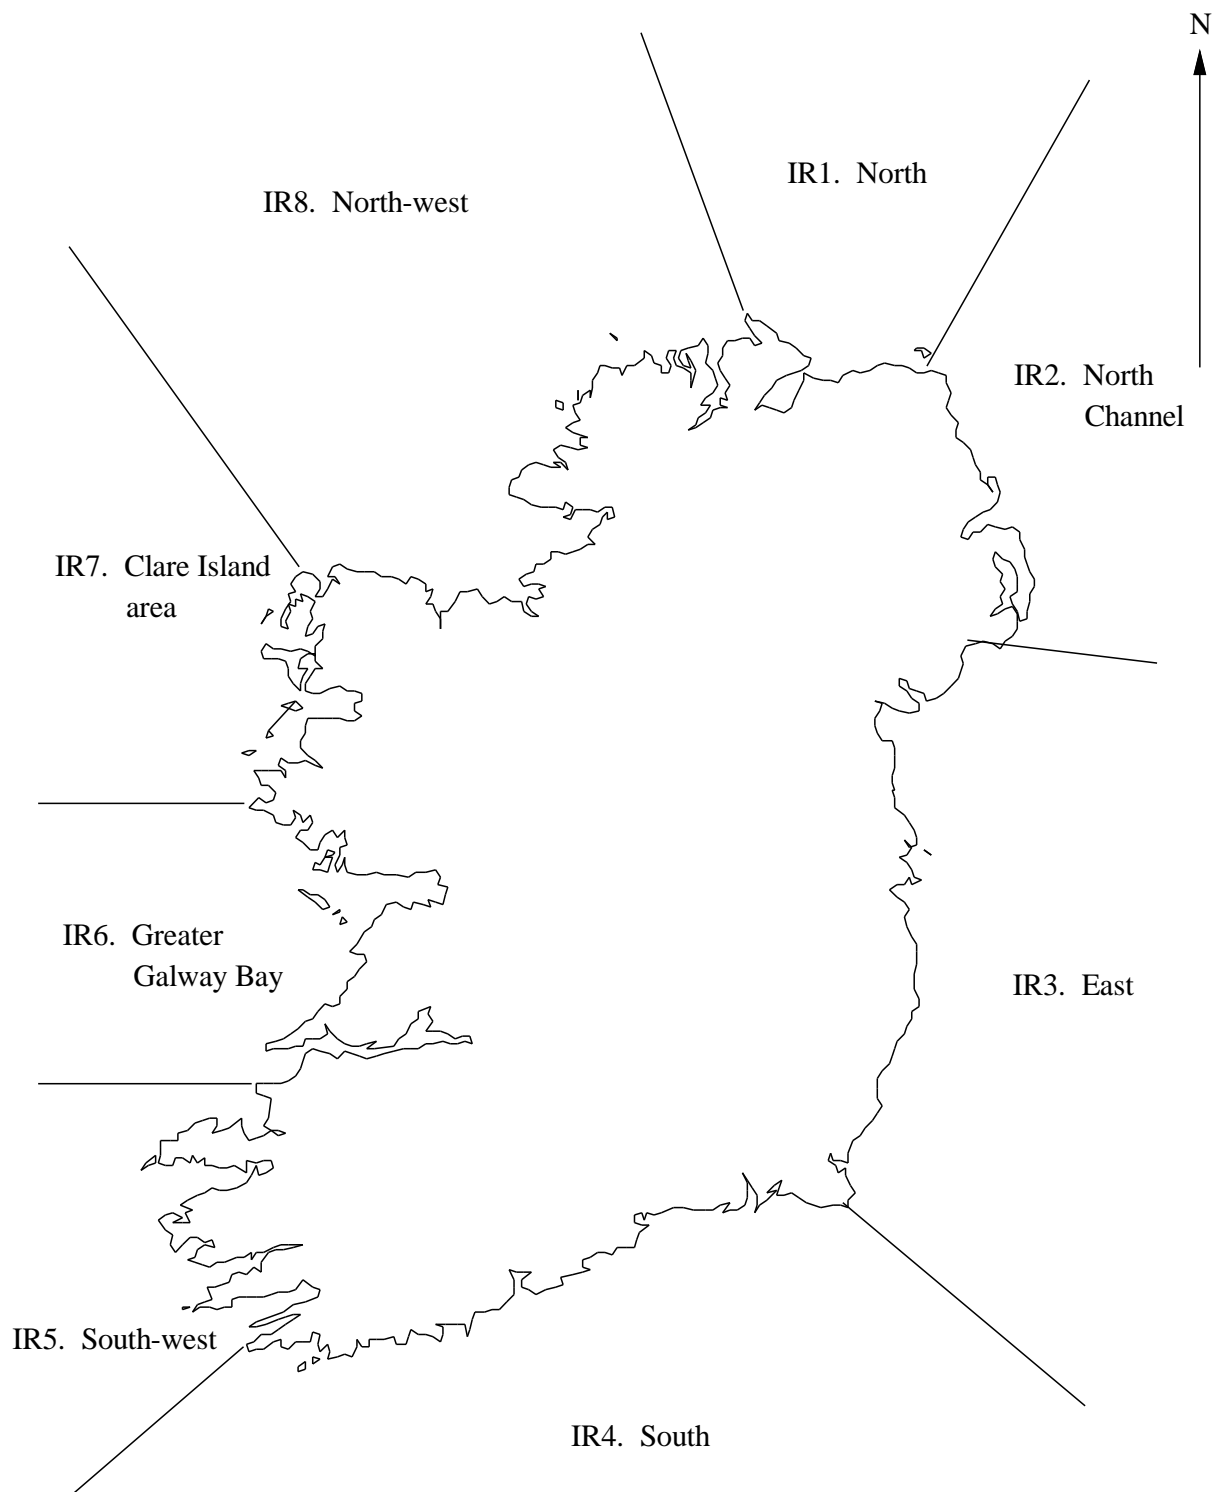 N
IR1. North
IR8. North-west
IR2. North
Channel
IR7. Clare Island
area
IR6. Greater
Galway Bay
IR3. East
IR5. South-west
IR4. South